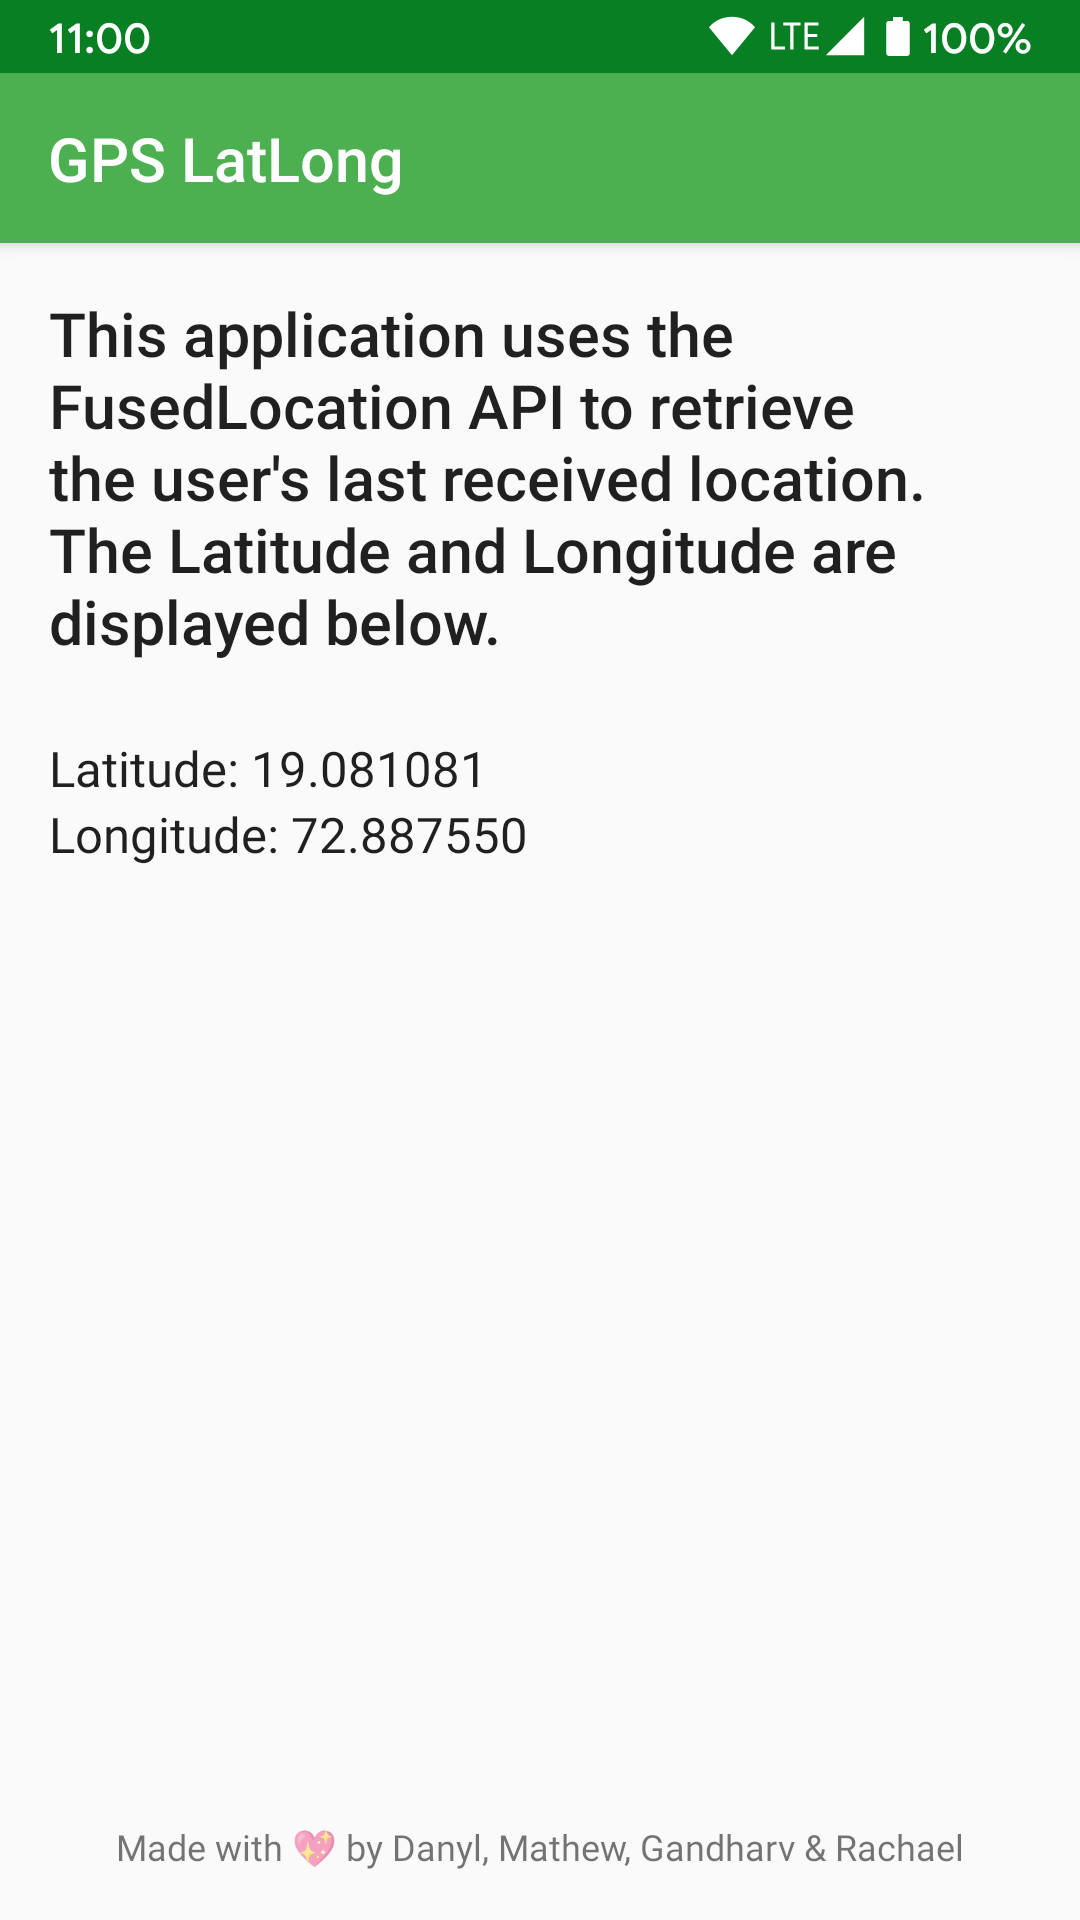 11:00 LTE 100%
GPS LatLong
This application uses the
FusedLocation API to retrieve
the user's last received location.
The Latitude and Longitude are
displayed below.
Latitude: 19.081081
Longitude: 72.887550
Made with 💖 by Danyl, Mathew, Gandharv & Rachael